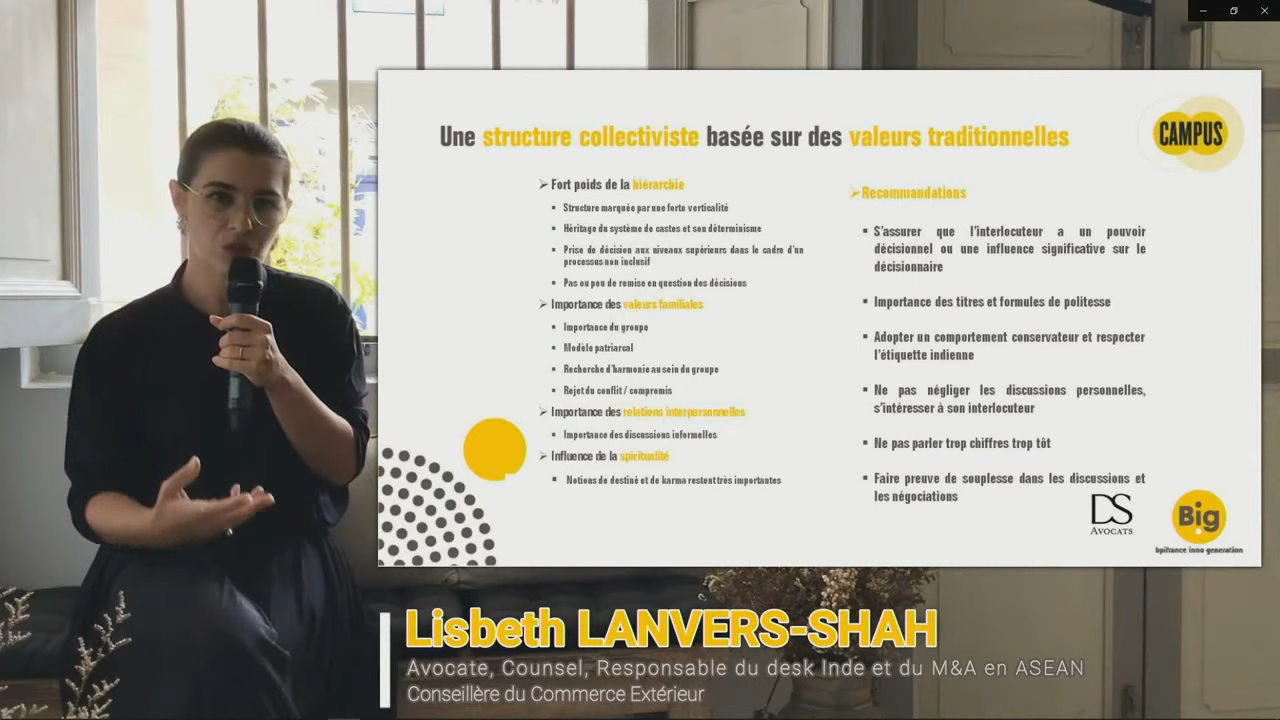 Une structure collectiviste basée sur des valeurs traditionnelles
CAMPUS
Fort poids de la hiérarchie
Structure marquée par une forte verticalité
Héritage du système de castes et son déterminisme
Prise de décision aux niveaux supérieurs dans le cadre d'un
processus non inclusif
Pas ou peu de remise en question des décisions
Importance des valeurs familiales
Importance du groupe
Modèle patriarcal
Recherche d'harmonie au sein du groupe
Rejet du conflit / compromis
Importance des relations interpersonnelles
Importance des discussions informelles
Influence de la spiritualité
Notions de destiné et de karma restent très importantes
Recommandations
S'assurer que l'interlocuteur a un pouvoir
décisionnel ou une influence significative sur le
décisionnaire
Importance des titres et formules de politesse
Adopter un comportement conservateur et respecter
l'étiquette indienne
Ne pas négliger les discussions personnelles,
s'intéresser à son interlocuteur
Ne pas parler trop chiffres trop tôt
Faire preuve de souplesse dans les discussions et
les négociations
DS
AVOCATS
Big
bpifrance inno generation
Lisbeth LANVERS-SHAH
Avocate, Counsel, Responsable du desk Inde et du M&A en ASEAN
Conseillère du Commerce Extérieur